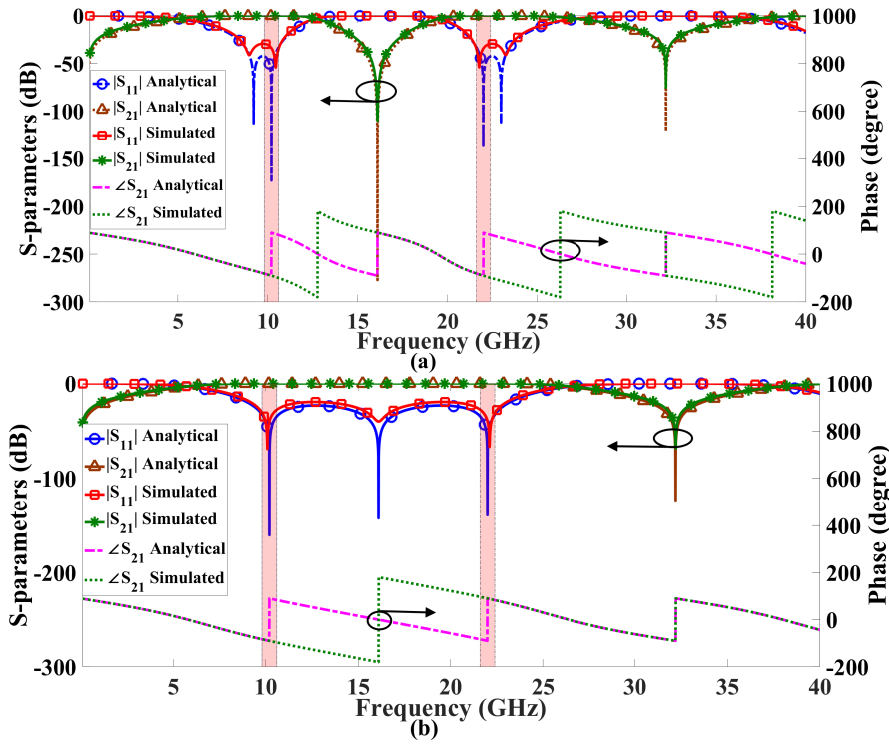 0
-50
-100
-150
-200
-250
-300
S-parameters (dB)
|S11| Analytical
|S21| Analytical
|S11| Simulated
|S21| Simulated
∠S21 Analytical
∠S21 Simulated
1000
800
600
400
200
0
-200
Phase (degree)
5 10 15 20 25 30 35 40
Frequency (GHz)
(a)
0
-100
-200
-300
S-parameters (dB)
|S11| Analytical
|S21| Analytical
|S11| Simulated
|S21| Simulated
∠S21 Analytical
∠S21 Simulated
1000
800
600
400
200
0
-200
Phase (degree)
5 10 15 20 25 30 35 40
Frequency (GHz)
(b)